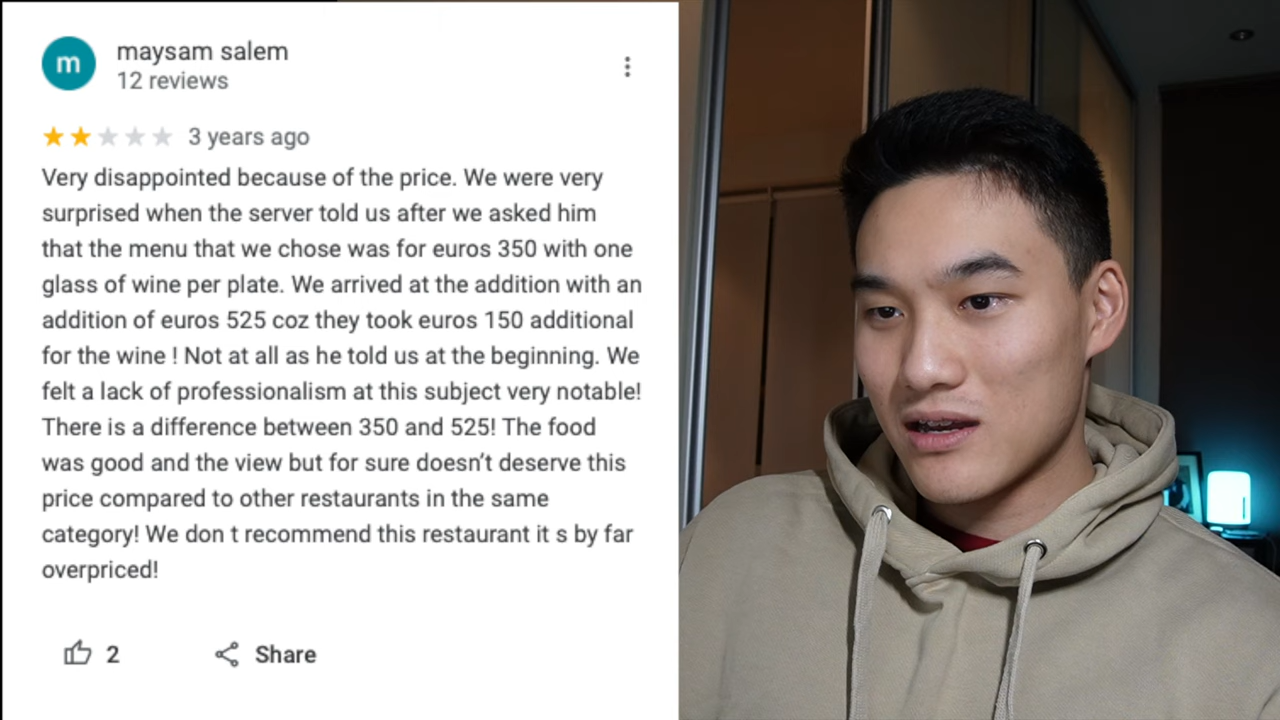 m
maysam salem
12 reviews
3 years ago
Very disappointed because of the price. We were very
surprised when the server told us after we asked him
that the menu that we chose was for euros 350 with one
glass of wine per plate. We arrived at the addition with an
addition of euros 525 coz they took euros 150 additional
for the wine ! Not at all as he told us at the beginning. We
felt a lack of professionalism at this subject very notable!
There is a difference between 350 and 525! The food
was good and the view but for sure doesn’t deserve this
price compared to other restaurants in the same
category! We don t recommend this restaurant it s by far
overpriced!
2
Share